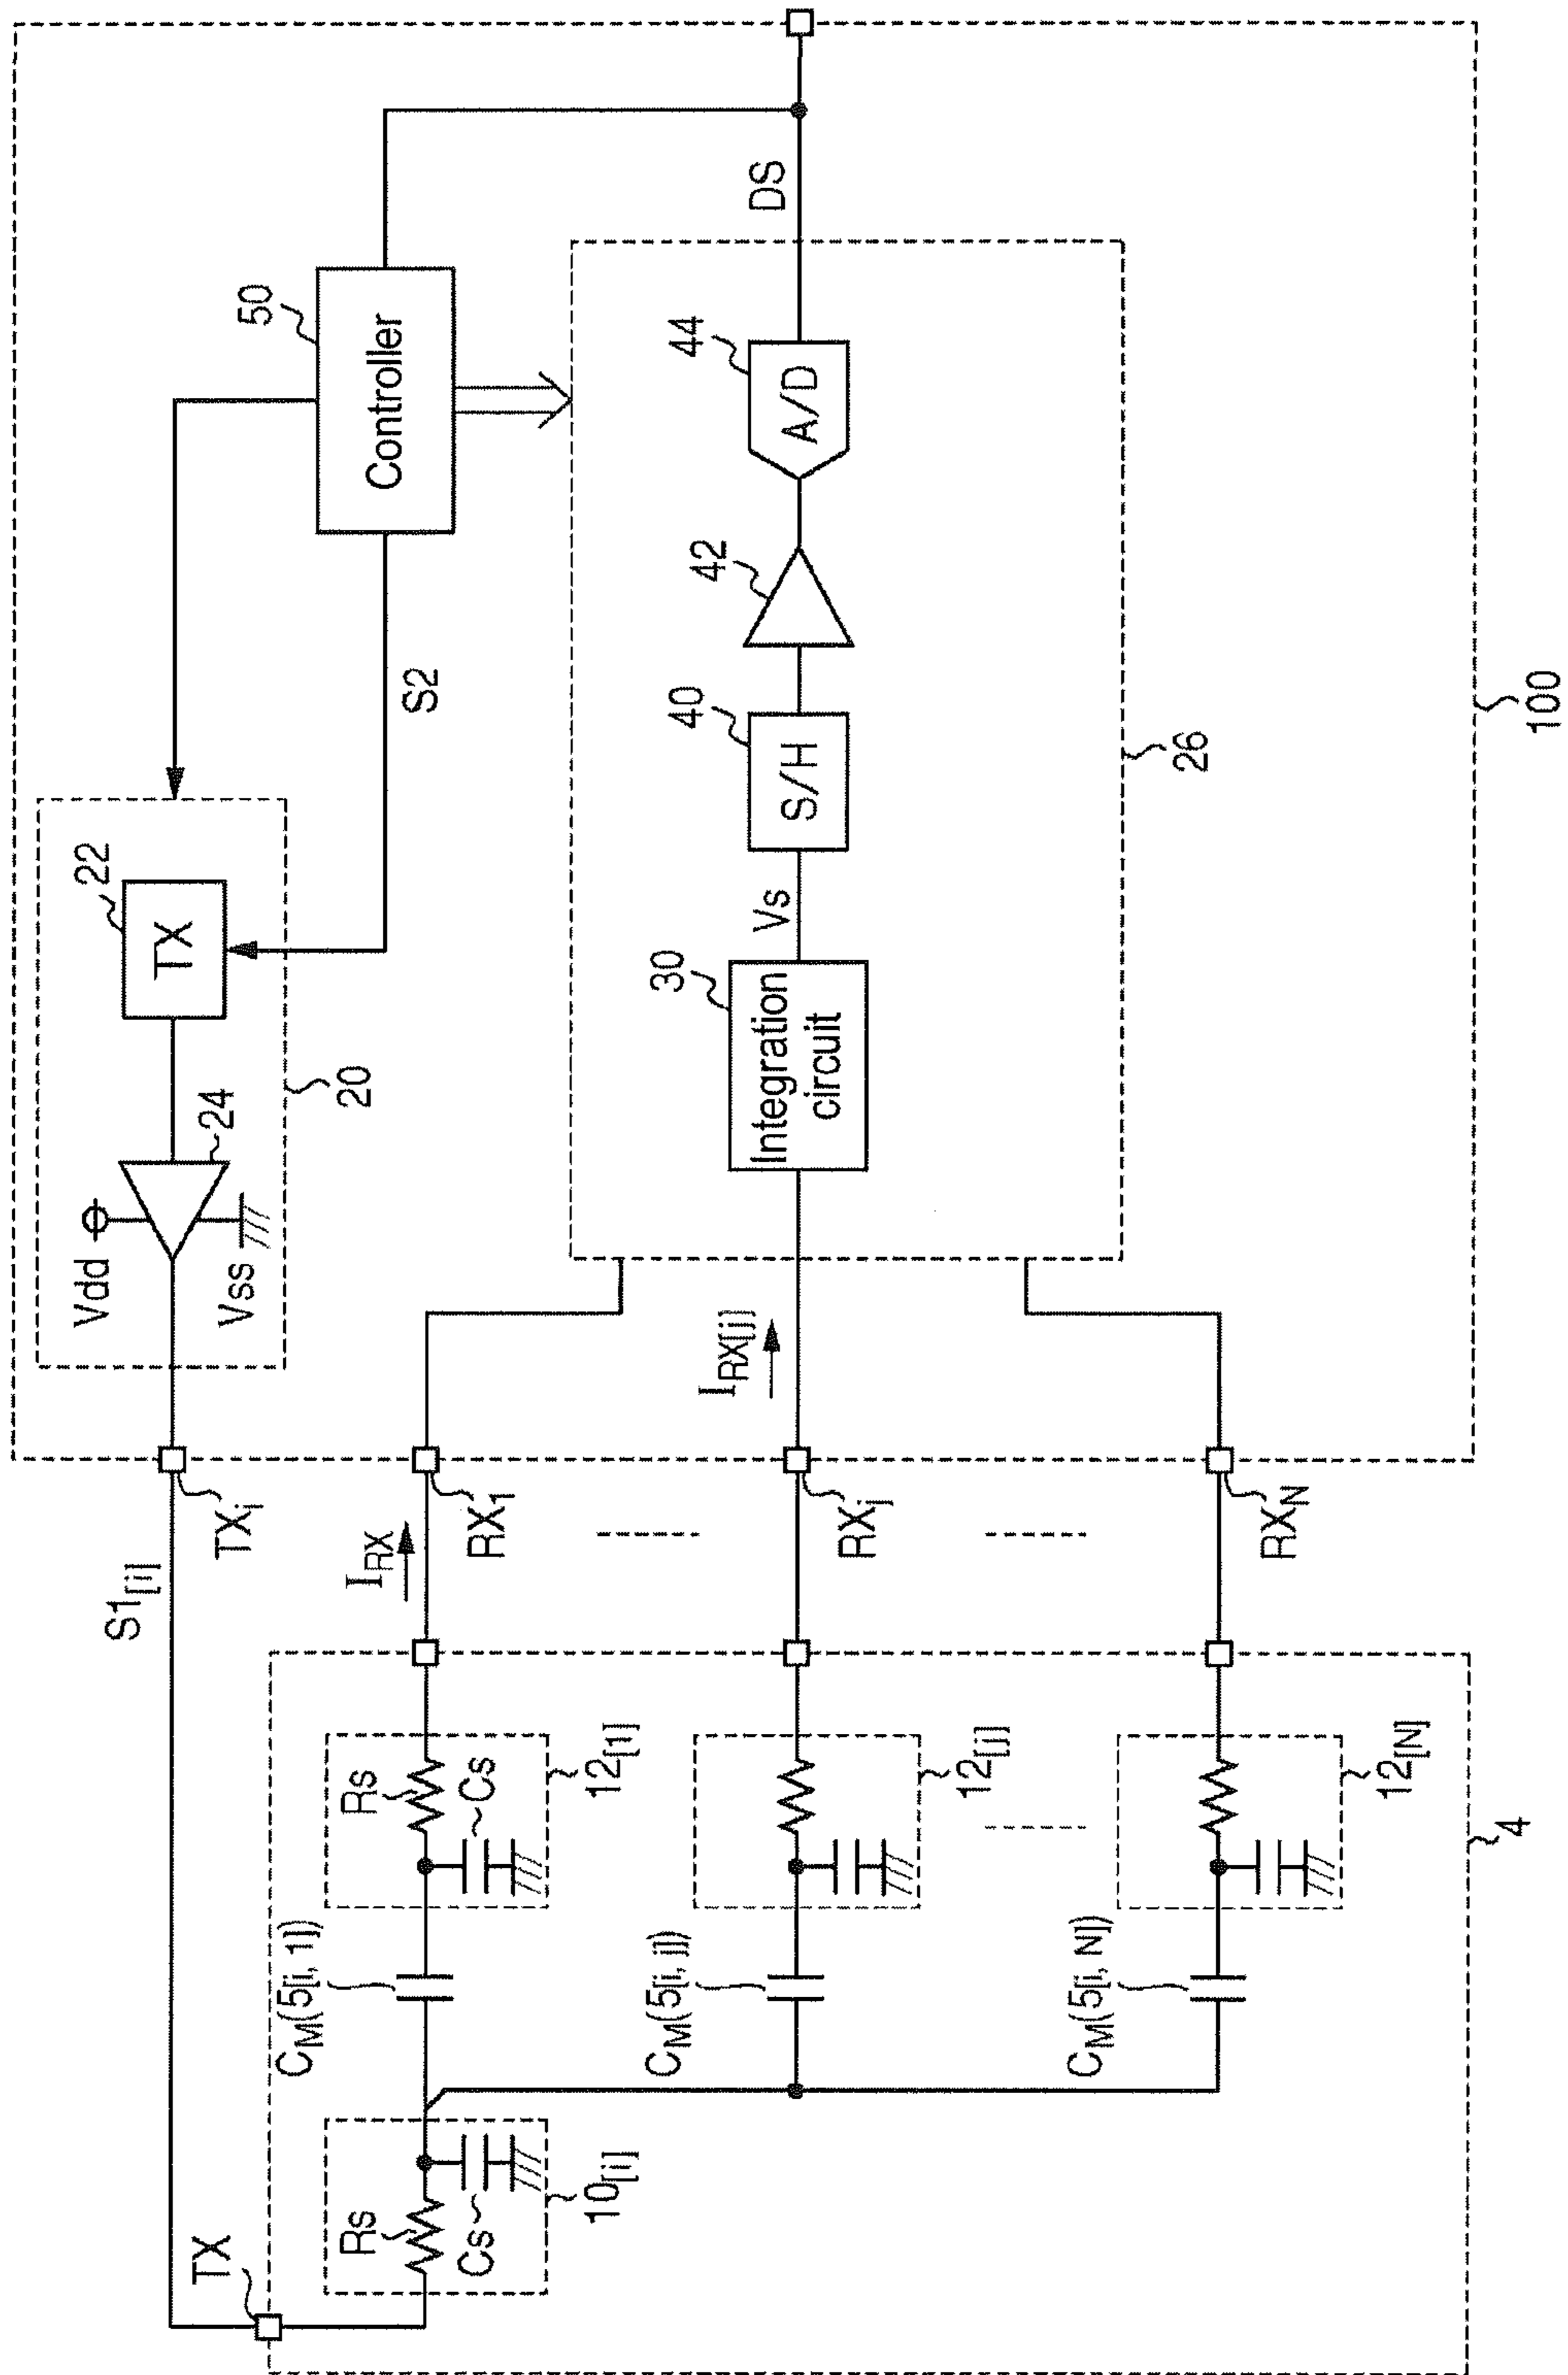 TX
S1[i]
TXi
Vdd
Vss
24
20
TX
22
S2
50
Controller
DS
Rs
Cs
10[i]
CM(5[i, 1])
Rs
Cs
12[1]
IRX
RX1
CM(5[i, j])
12[j]
RXj
IRX[j]
Integration
circuit
30
Vs
S/H
40
42
A/D
44
26
CM(5[i, N])
12[N]
RXN
4
100